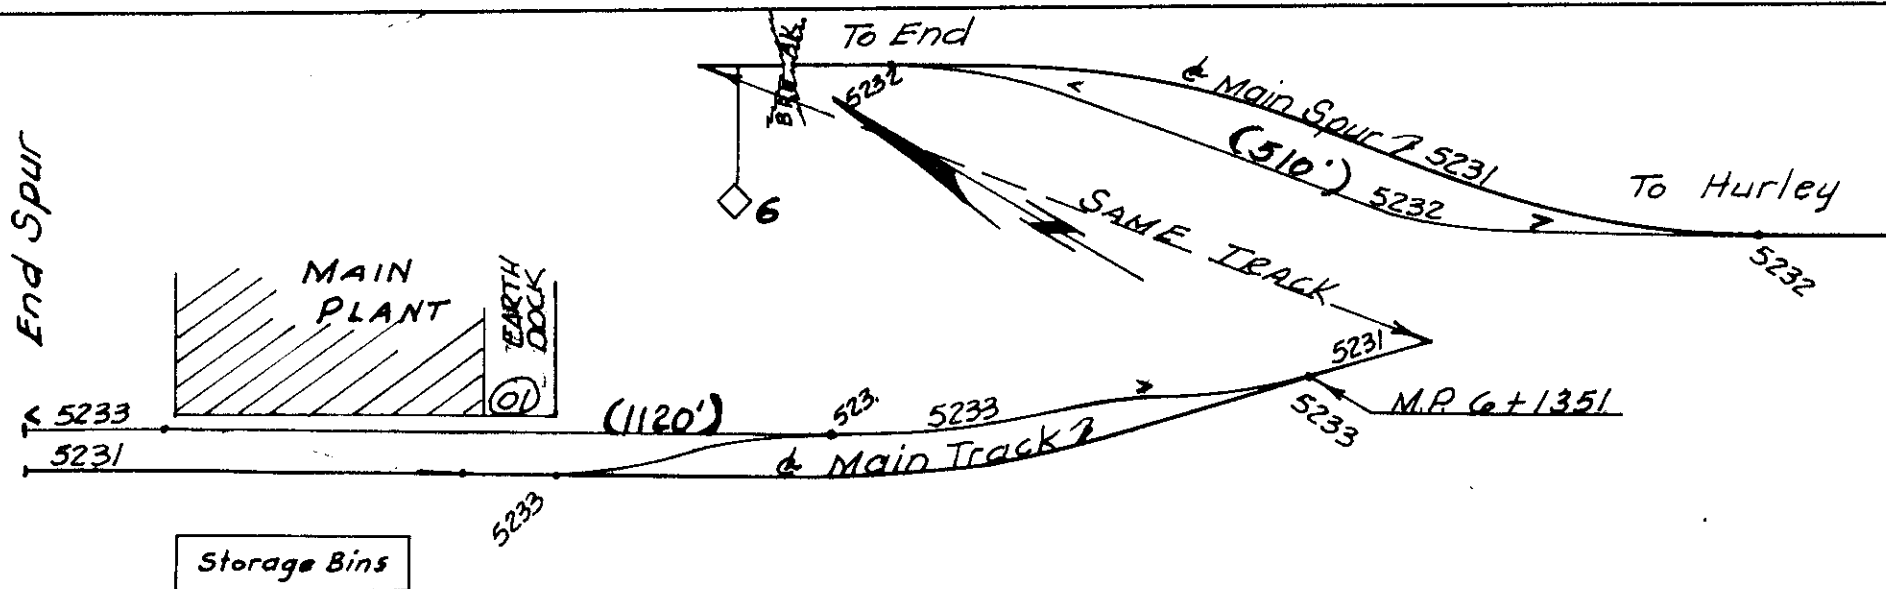 To End
BREAK
5232
℄ Main Spur
5231
(510')
5232
To Hurley
5232
6
SAME TRACK
End Spur
MAIN
PLANT
EARTH
DOCK
01
5231
M.P. 6+1351
5233
5233
(1120')
523.
5233
5231
℄ Main Track
5233
Storage Bins